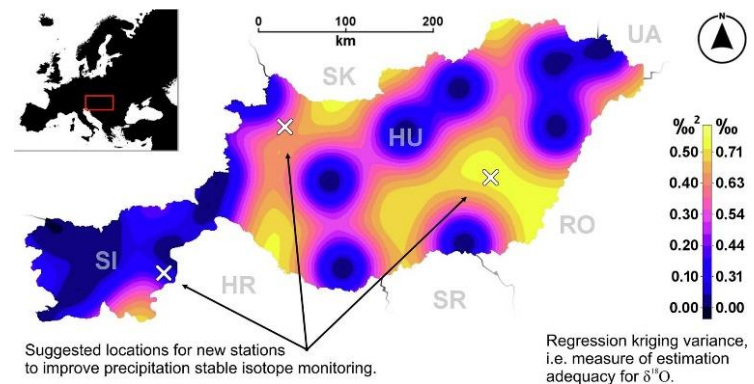 0 100 200
km
N
UA
SK
HU
SI
HR
SR
RO
‰² ‰
0.50 0.71
0.40 0.63
0.30 0.54
0.20 0.44
0.10 0.31
0.00 0.00
Suggested locations for new stations
to improve precipitation stable isotope monitoring.
Regression kriging variance,
i.e. measure of estimation
adequacy for δ¹⁸O.